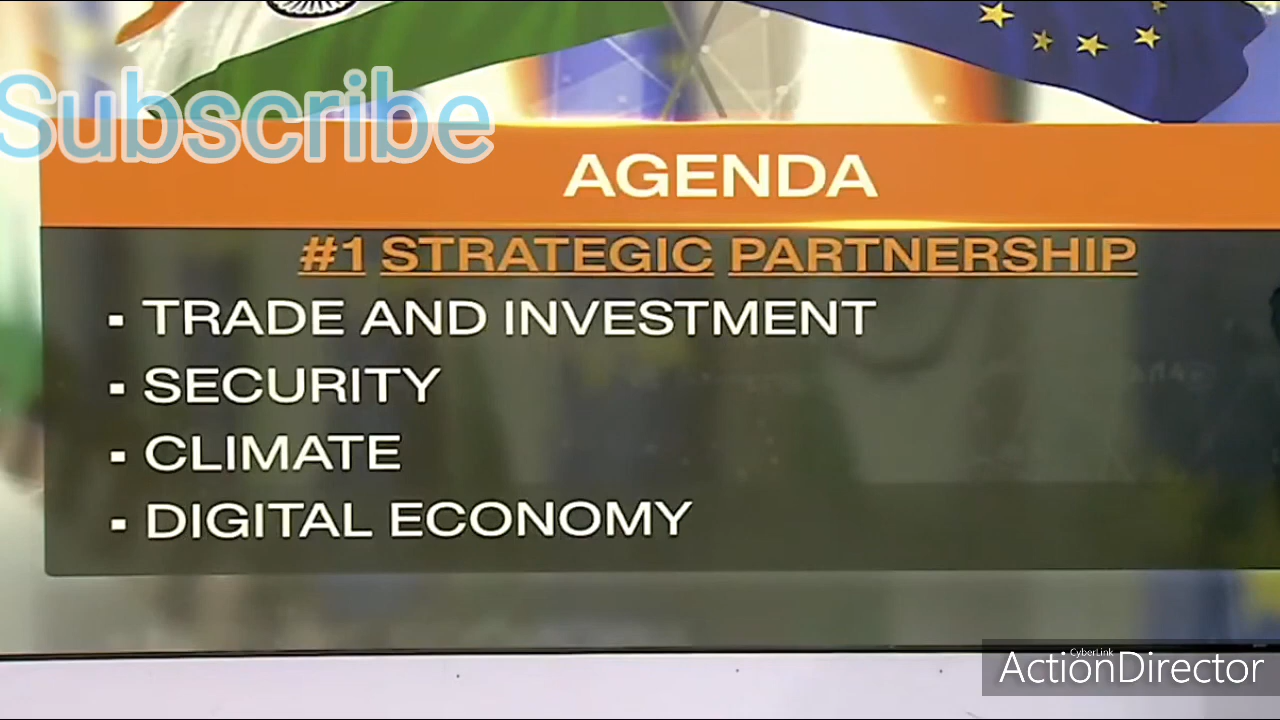 Subscribe
AGENDA
#1 STRATEGIC PARTNERSHIP
▪ TRADE AND INVESTMENT
▪ SECURITY
▪ CLIMATE
▪ DIGITAL ECONOMY
CyberLink
ActionDirector